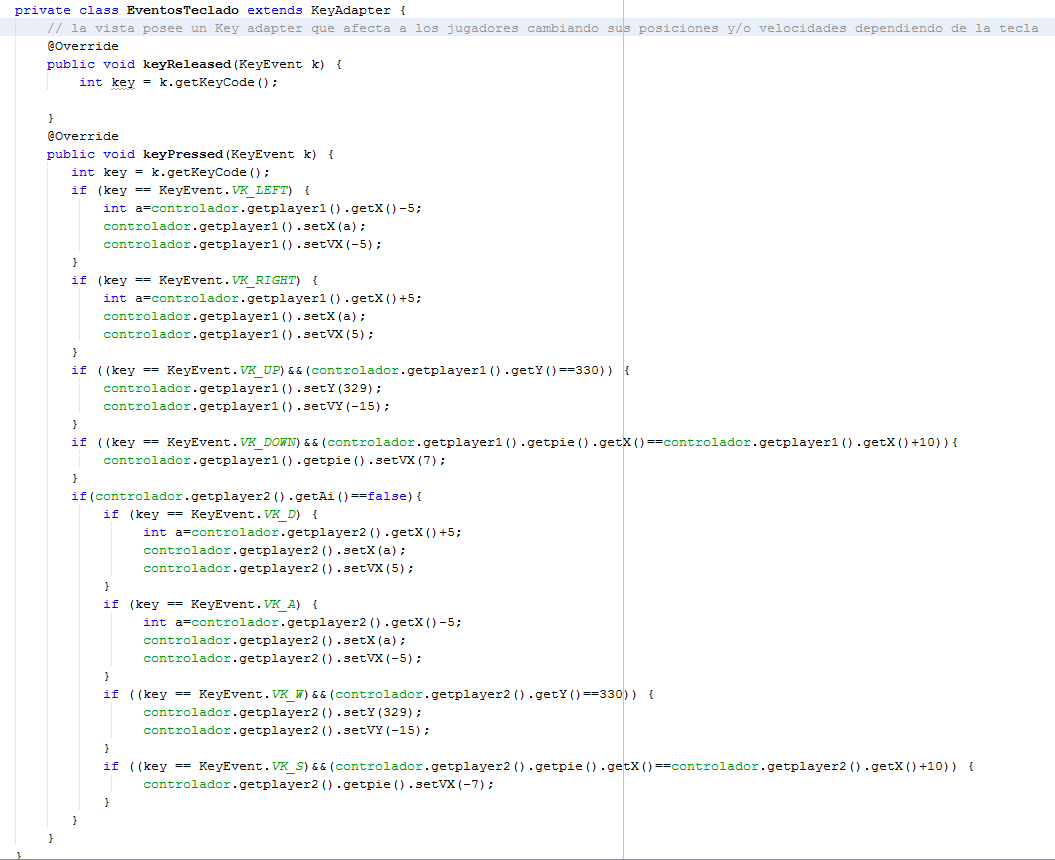 private class EventosTeclado extends KeyAdapter {
// la vista posee un Key adapter que afecta a los jugadores cambiando sus posiciones y/o velocidades dependiendo de la tecla
@Override
public void keyReleased(KeyEvent k) {
int key = k.getKeyCode();
}
@Override
public void keyPressed(KeyEvent k) {
int key = k.getKeyCode();
if (key == KeyEvent.VK_LEFT) {
int a=controlador.getplayer1().getX()-5;
controlador.getplayer1().setX(a);
controlador.getplayer1().setVX(-5);
}
if (key == KeyEvent.VK_RIGHT) {
int a=controlador.getplayer1().getX()+5;
controlador.getplayer1().setX(a);
controlador.getplayer1().setVX(5);
}
if ((key == KeyEvent.VK_UP)&&(controlador.getplayer1().getY()==330)) {
controlador.getplayer1().setY(329);
controlador.getplayer1().setVY(-15);
}
if ((key == KeyEvent.VK_DOWN)&&(controlador.getplayer1().getpie().getX()==controlador.getplayer1().getX()+10)){
controlador.getplayer1().getpie().setVX(7);
}
if(controlador.getplayer2().getAi()==false){
if (key == KeyEvent.VK_D) {
int a=controlador.getplayer2().getX()+5;
controlador.getplayer2().setX(a);
controlador.getplayer2().setVX(5);
}
if (key == KeyEvent.VK_A) {
int a=controlador.getplayer2().getX()-5;
controlador.getplayer2().setX(a);
controlador.getplayer2().setVX(-5);
}
if ((key == KeyEvent.VK_W)&&(controlador.getplayer2().getY()==330)) {
controlador.getplayer2().setY(329);
controlador.getplayer2().setVY(-15);
}
if ((key == KeyEvent.VK_S)&&(controlador.getplayer2().getpie().getX()==controlador.getplayer2().getX()+10)) {
controlador.getplayer2().getpie().setVX(-7);
}
}
}
}